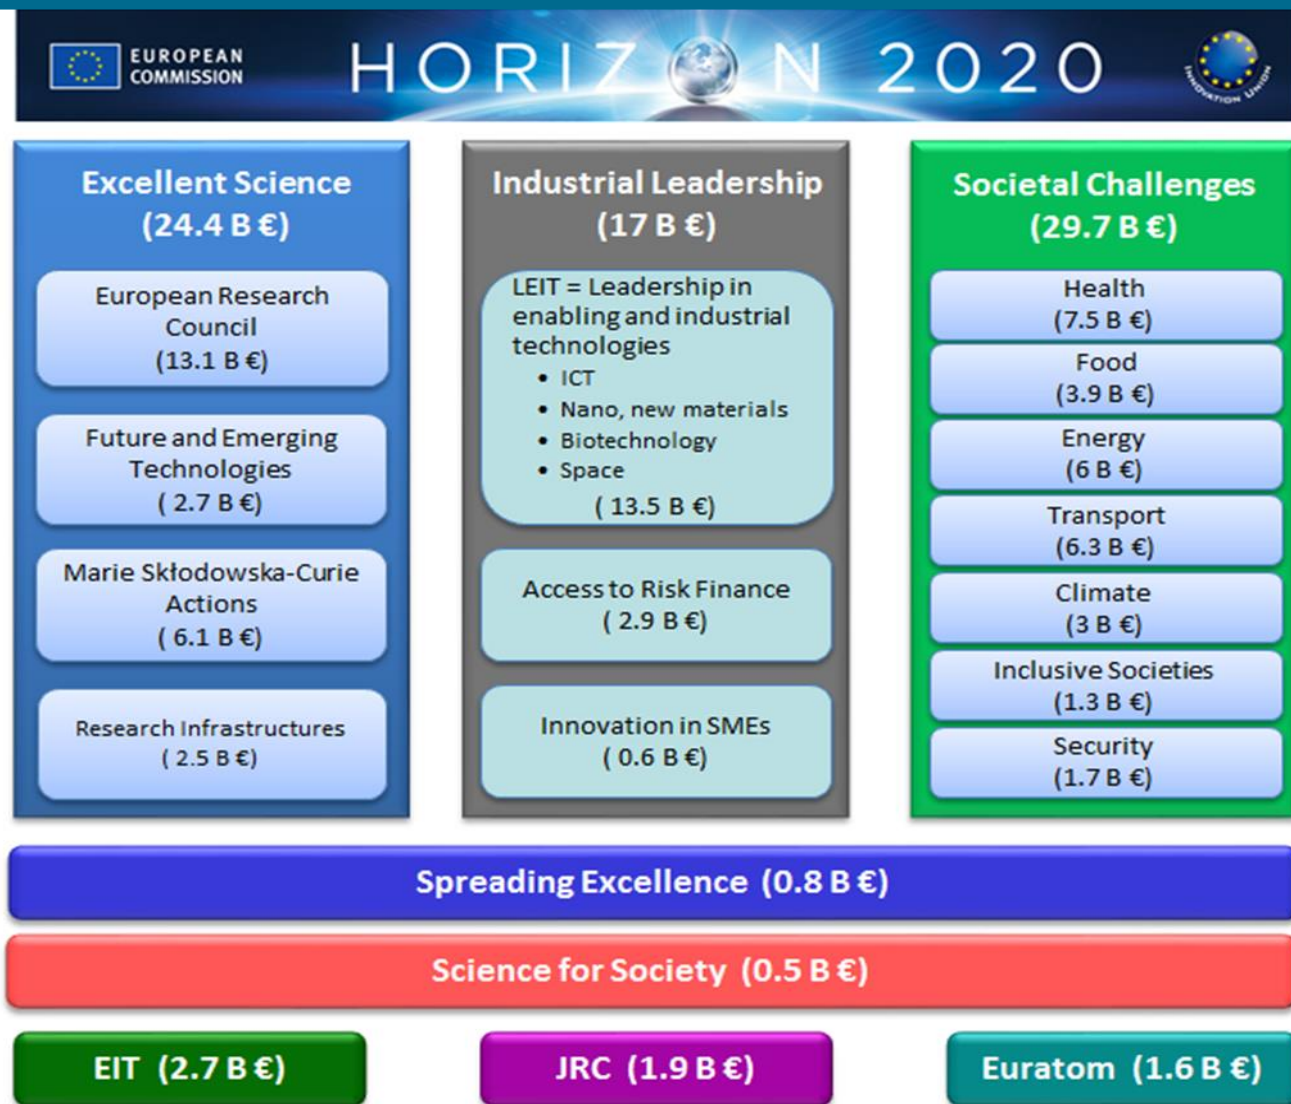 EUROPEAN
COMMISSION
HORIZON 2020
INNOVATION UNION
Excellent Science
(24.4 B €)
European Research
Council
(13.1 B €)
Future and Emerging
Technologies
( 2.7 B €)
Marie Skłodowska-Curie
Actions
( 6.1 B €)
Research Infrastructures
( 2.5 B €)
Industrial Leadership
(17 B €)
LEIT = Leadership in
enabling and industrial
technologies
• ICT
• Nano, new materials
• Biotechnology
• Space
( 13.5 B €)
Access to Risk Finance
( 2.9 B €)
Innovation in SMEs
( 0.6 B €)
Societal Challenges
(29.7 B €)
Health
(7.5 B €)
Food
(3.9 B €)
Energy
(6 B €)
Transport
(6.3 B €)
Climate
(3 B €)
Inclusive Societies
(1.3 B €)
Security
(1.7 B €)
Spreading Excellence (0.8 B €)
Science for Society (0.5 B €)
EIT (2.7 B €)
JRC (1.9 B €)
Euratom (1.6 B €)